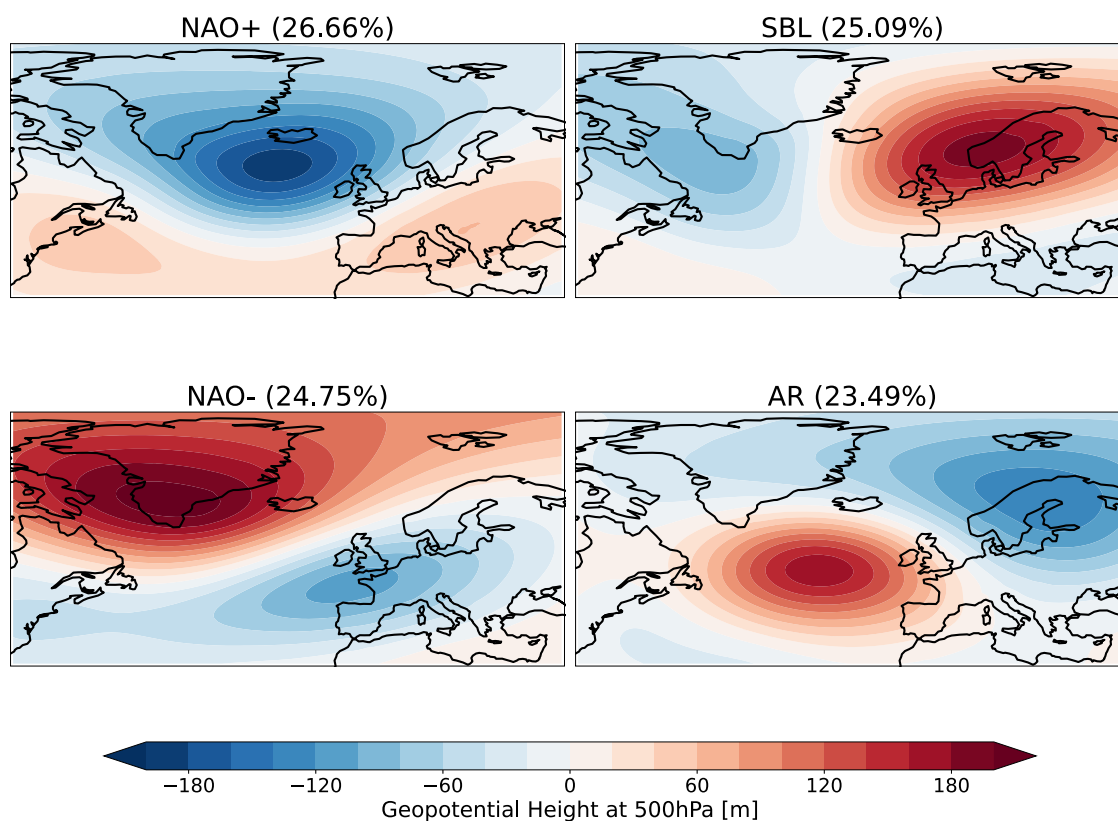 NAO+ (26.66%)
SBL (25.09%)
NAO- (24.75%)
AR (23.49%)
−180 −120 −60 0 60 120 180
Geopotential Height at 500hPa [m]